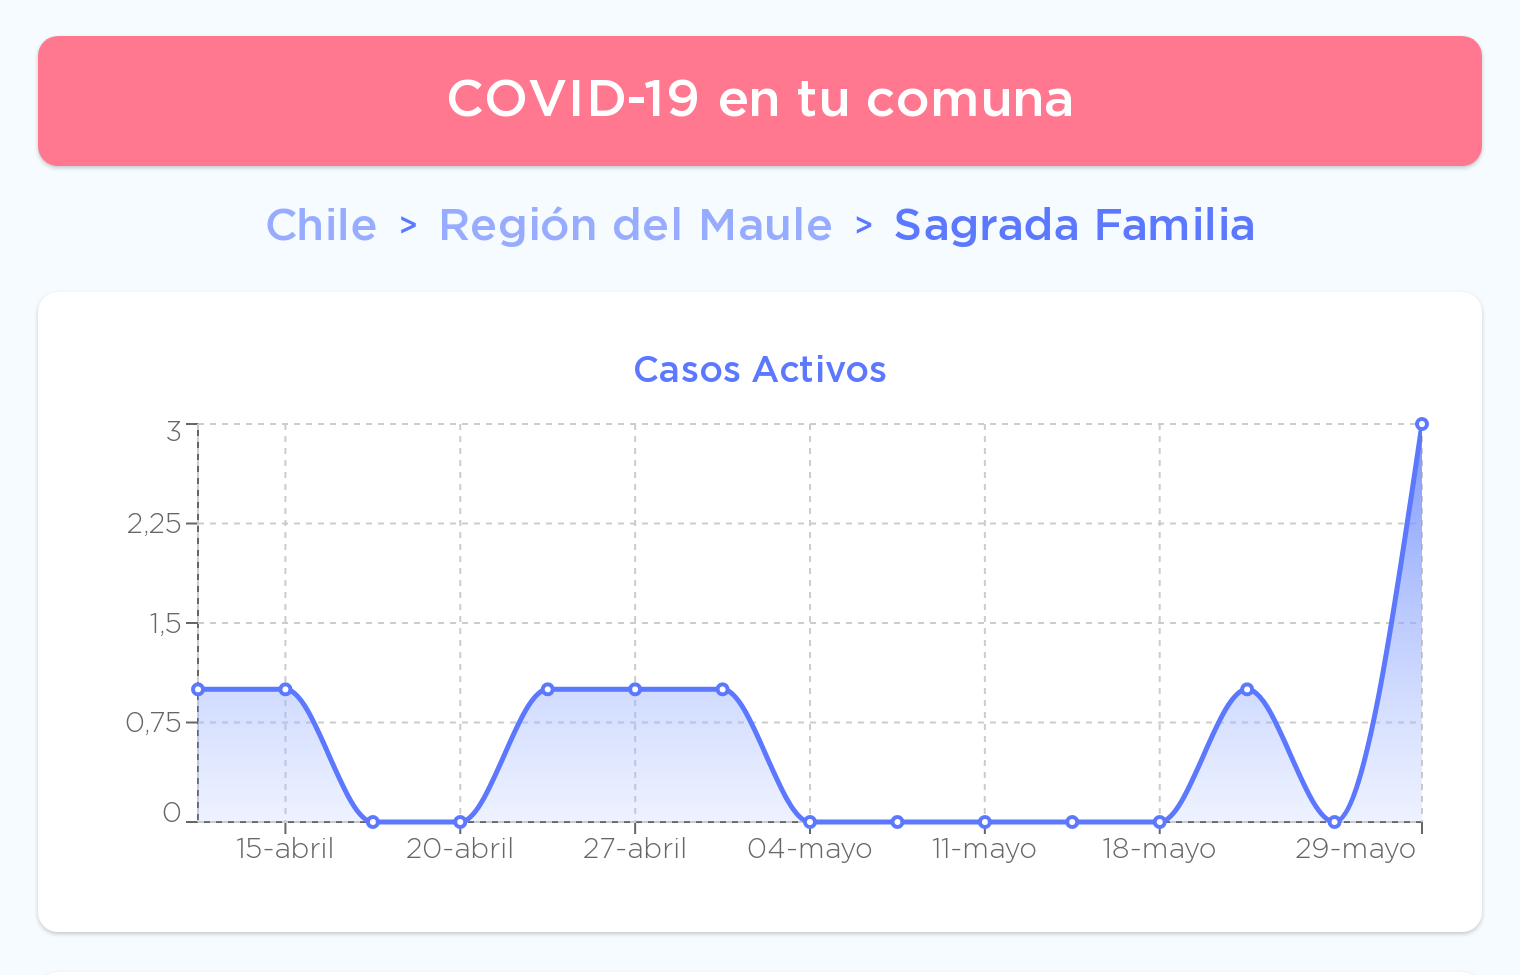 COVID-19 en tu comuna
Chile > Región del Maule > Sagrada Familia
Casos Activos
3
2,25
1,5
0,75
0
15-abril 20-abril 27-abril 04-mayo 11-mayo 18-mayo 29-mayo